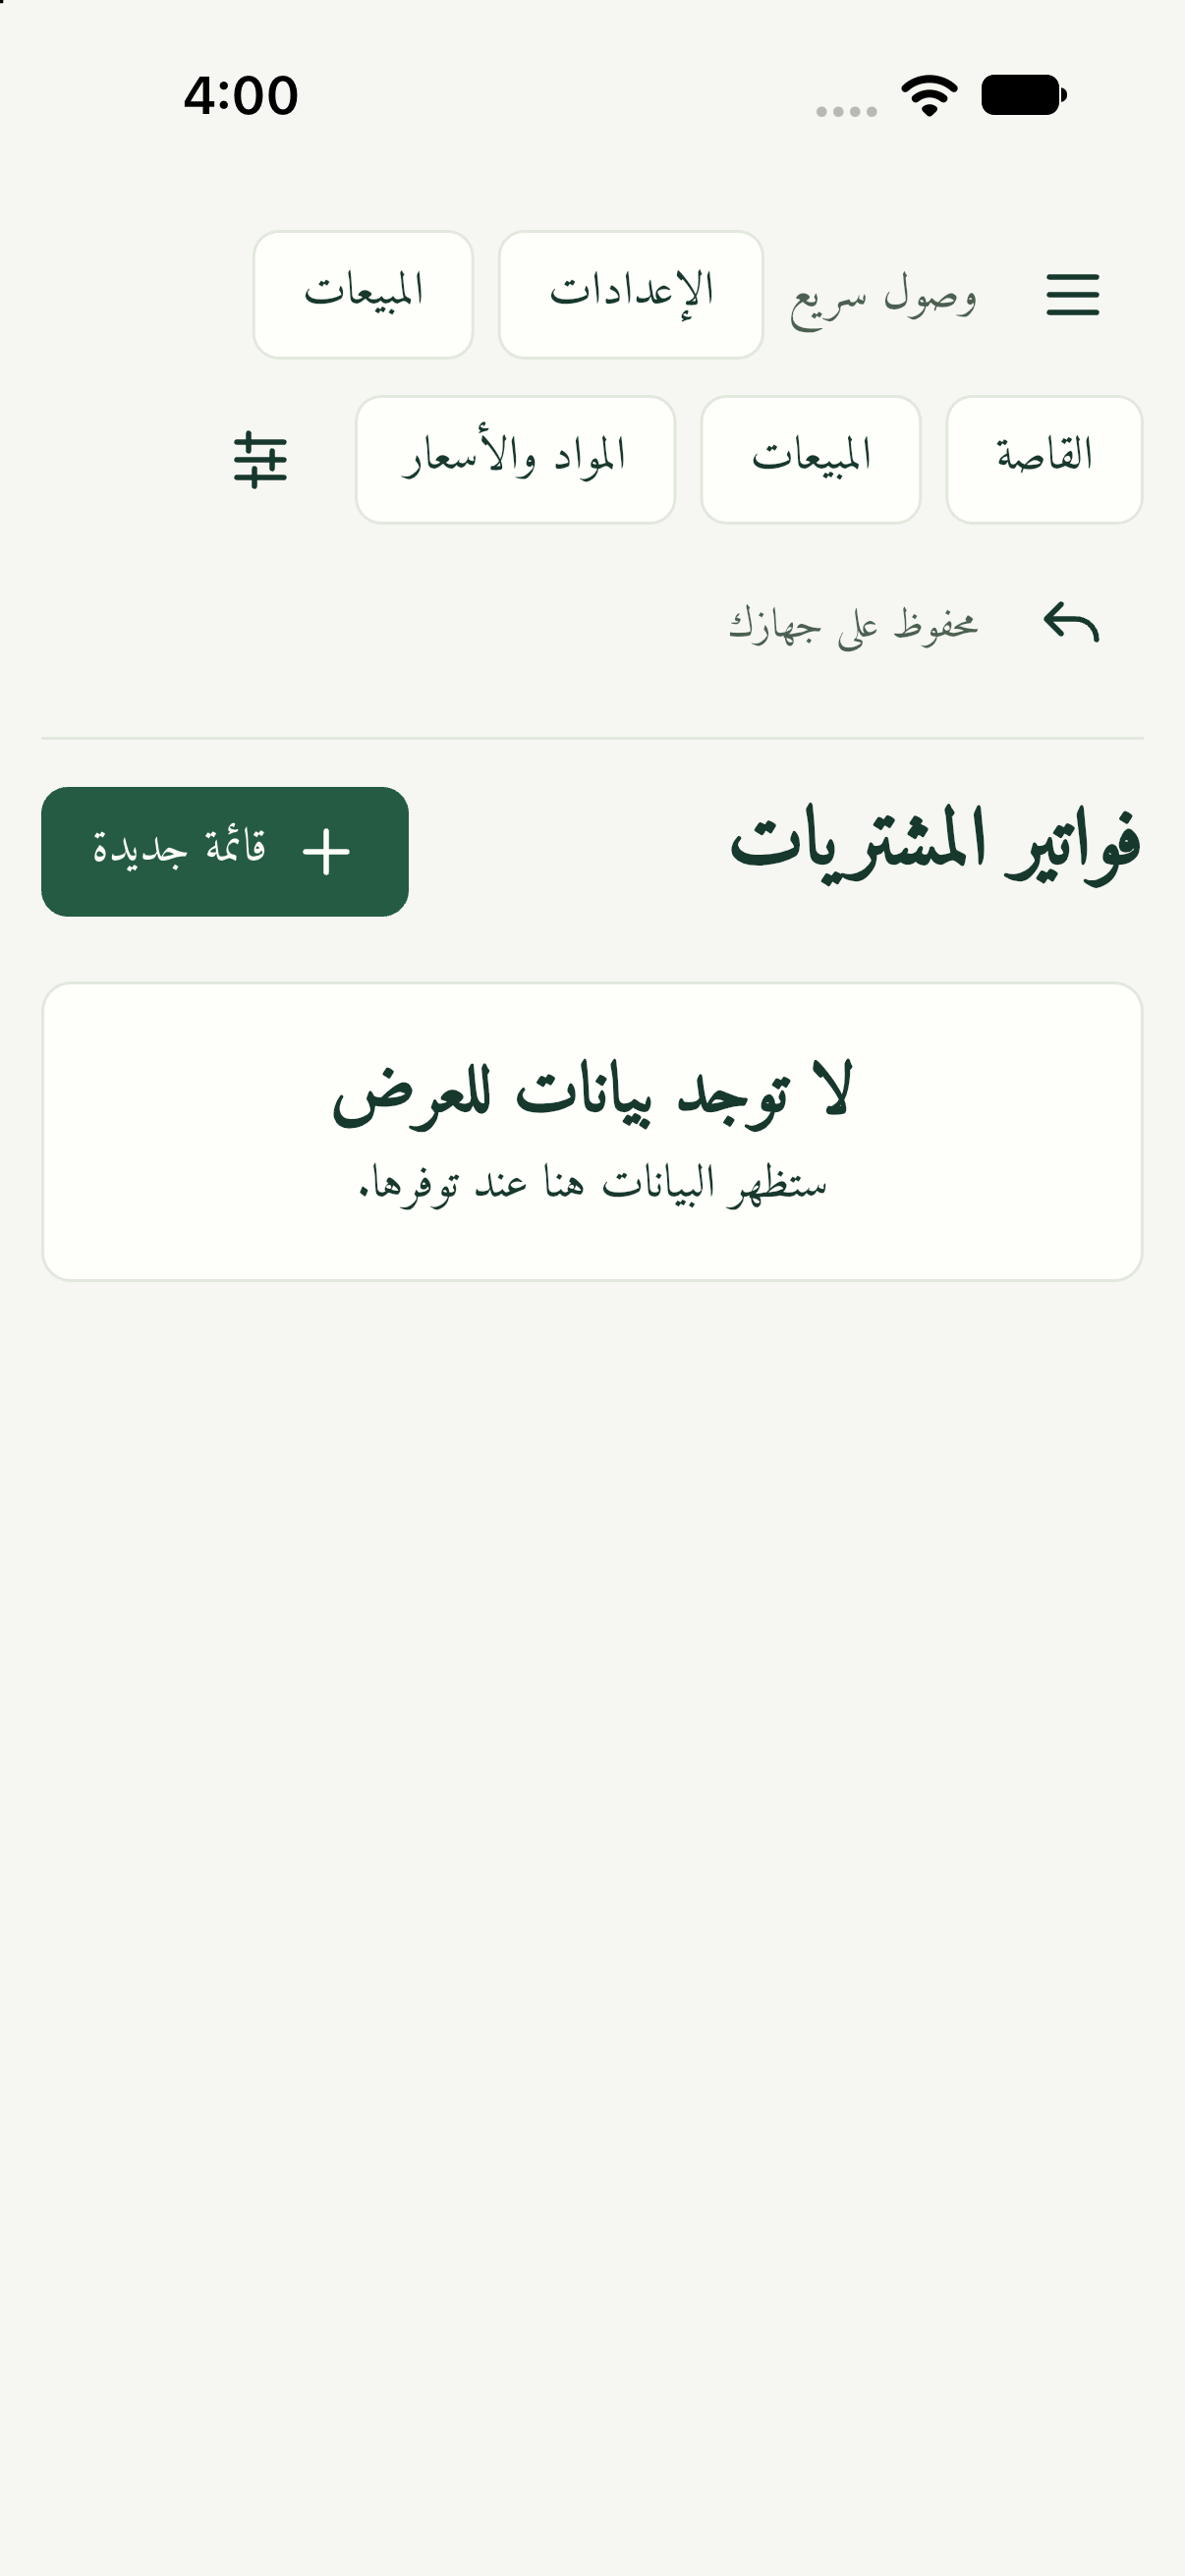 4:00
وصول سريع الإعدادات المبيعات
القاصة المبيعات المواد والأسعار
محفوظ على جهازك
فواتير المشتريات
قائمة جديدة
لا توجد بيانات للعرض
ستظهر البيانات هنا عند توفرها.